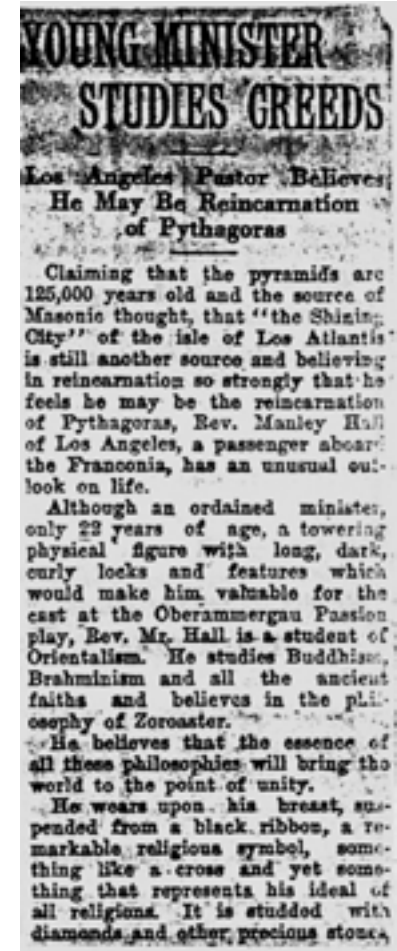 YOUNG MINISTER
STUDIES CREEDS
Los Angeles Pastor Believes
He May Be Reincarnation
of Pythagoras
Claiming that the pyramids are
125,000 years old and the source of
Masonic thought, that "the Shining
City" of the isle of Los Atlantis
is still another source and believing
in reincarnation so strongly that he
feels he may be the reincarnation
of Pythagoras, Rev. Manley Hall
of Los Angeles, a passenger aboard
the Franconia, has an unusual out-
look on life.
Although an ordained minister,
only 22 years of age, a towering
physical figure with long, dark,
curly locks and features which
would make him valuable for the
cast at the Oberammergau Passion
play, Rev. Mr. Hall is a student of
Orientalism. He studies Buddhism,
Brahminism and all the ancient
faiths and believes in the phil-
osophy of Zoroaster.
He believes that the essence of
all these philosophies will bring the
world to the point of unity.
He wears upon his breast, sus-
pended from a black ribbon, a re-
markable religious symbol, some-
thing like a cross and yet some-
thing that represents his ideal of
all religions. It is studded with
diamonds and other precious stones,